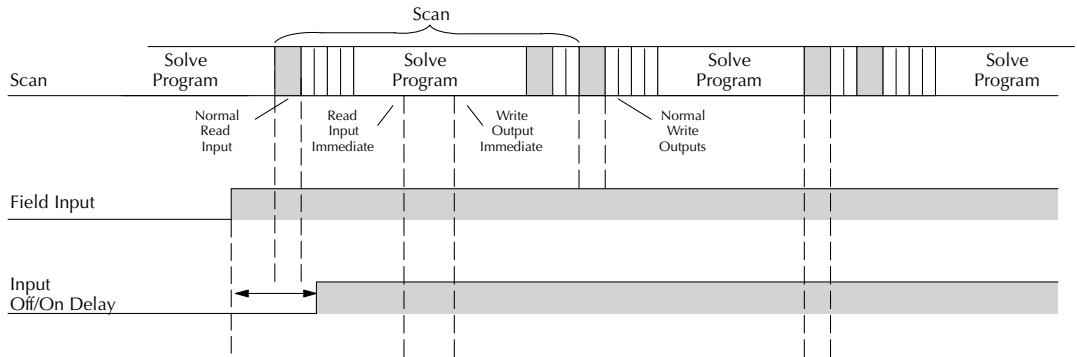 Scan
Solve
Program
Solve
Program
Solve
Program
Solve
Program
Scan
Normal
Read
Input
Read
Input
Immediate
Write
Output
Immediate
Normal
Write
Outputs
Field Input
Input
Off/On Delay